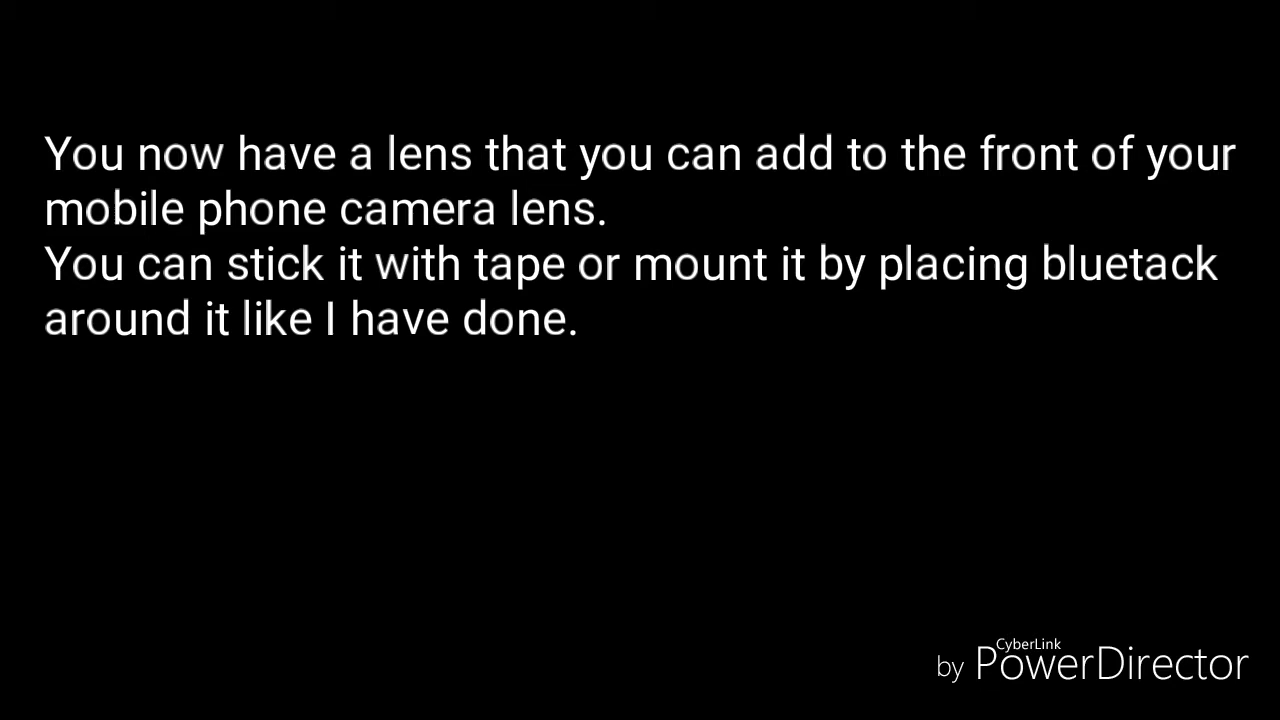 You now have a lens that you can add to the front of your
mobile phone camera lens.
You can stick it with tape or mount it by placing bluetack
around it like I have done.
CyberLink
by PowerDirector